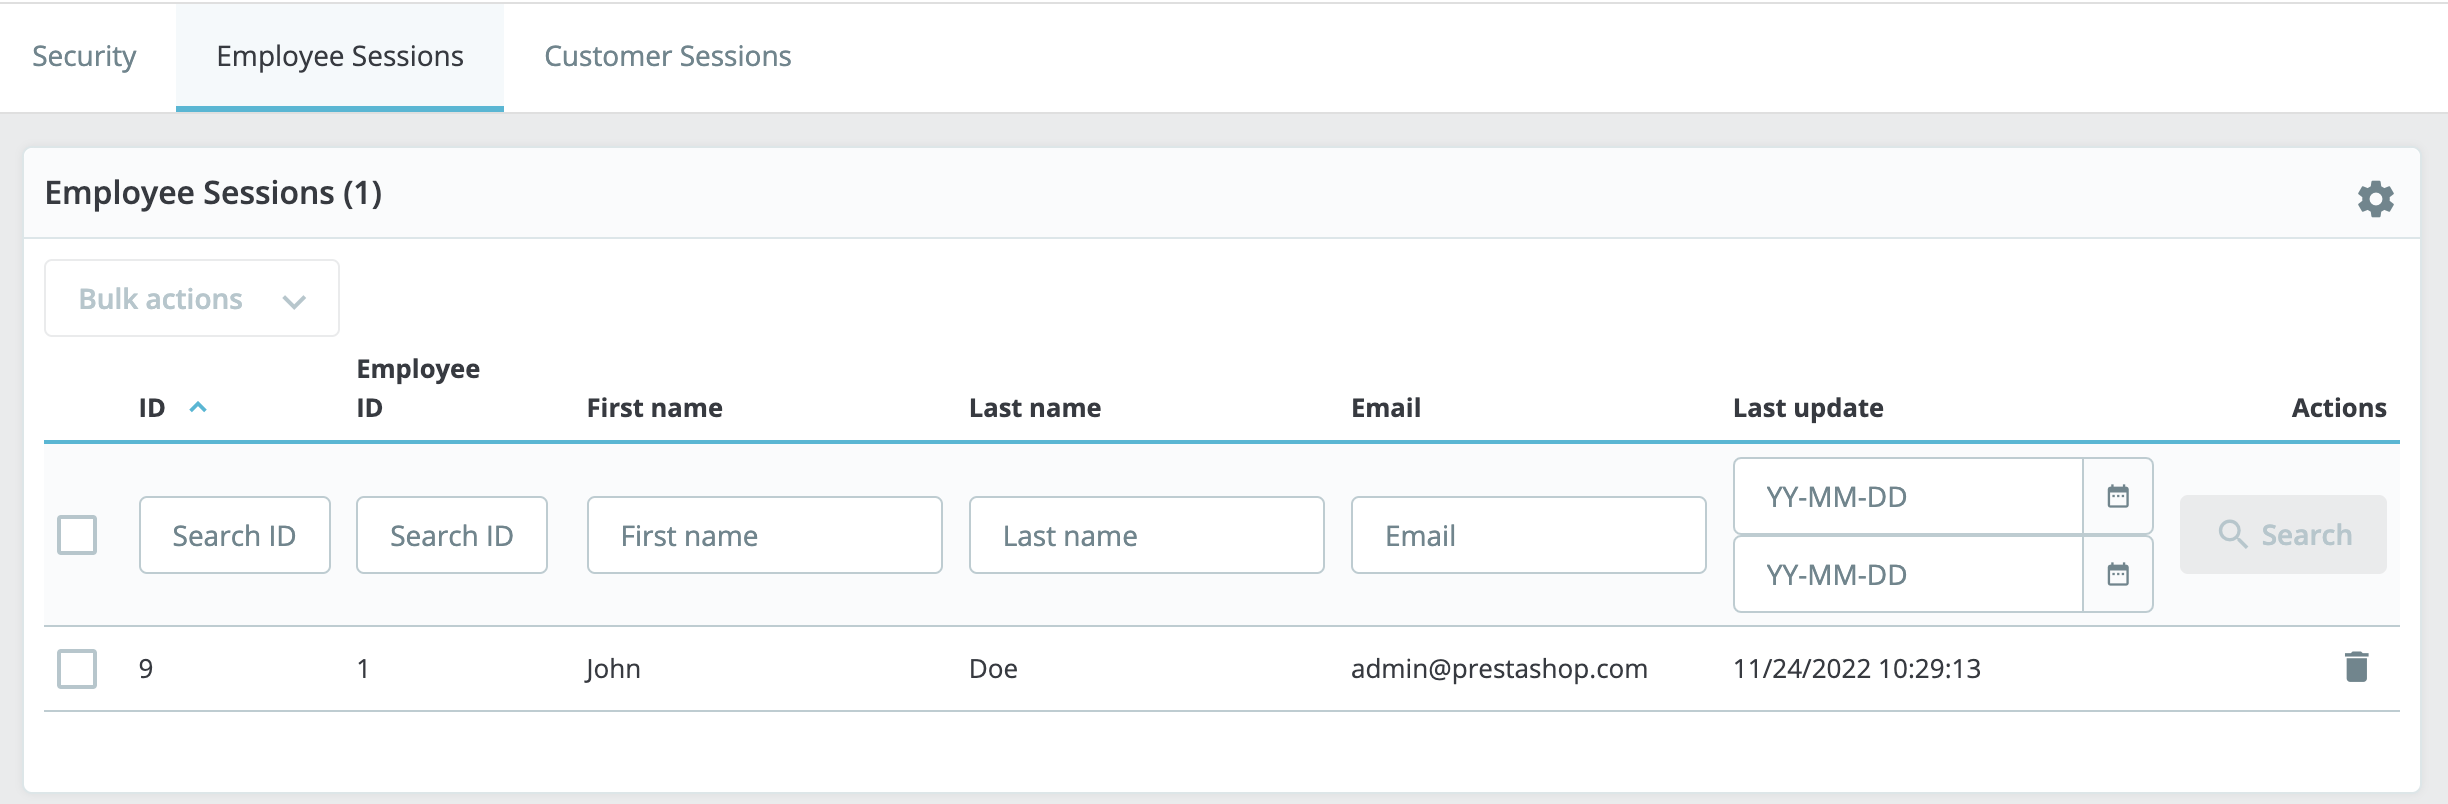 Security Employee Sessions Customer Sessions
Employee Sessions (1)
Bulk actions
ID Employee ID First name Last name Email Last update Actions
Search ID Search ID First name Last name Email YY-MM-DD Search
YY-MM-DD
9 1 John Doe admin@prestashop.com 11/24/2022 10:29:13